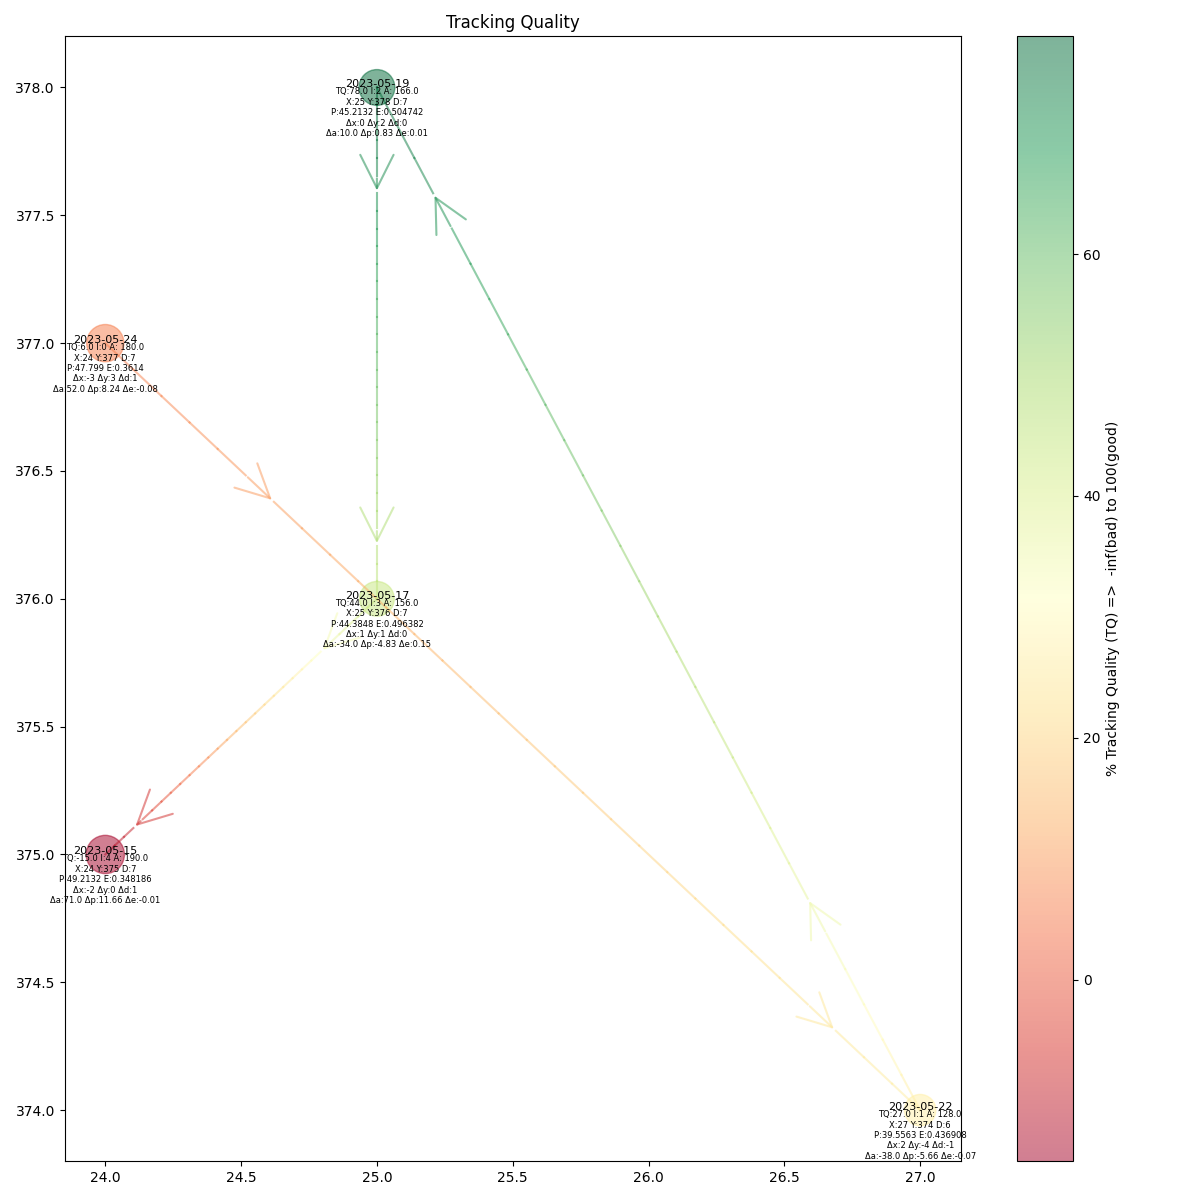 Tracking Quality
378.0
377.5
377.0
376.5
376.0
375.5
375.0
374.5
374.0
24.0
24.5
25.0
25.5
26.0
26.5
27.0
2023-05-19
TQ:78.0 I:2 A: 166.0
X:25 Y:378 D:7
P:45.2132 E:0.504742
Δx:0 Δy:2 Δd:0
Δa:10.0 Δp:0.83 Δe:0.01
2023-05-24
TQ:6.0 I:0 A: 180.0
X:24 Y:377 D:7
P:47.799 E:0.3614
Δx:-3 Δy:3 Δd:1
Δa:52.0 Δp:8.24 Δe:-0.08
2023-05-17
TQ:44.0 I:3 A: 156.0
X:25 Y:376 D:7
P:44.3848 E:0.496382
Δx:1 Δy:1 Δd:0
Δa:-34.0 Δp:-4.83 Δe:0.15
2023-05-15
TQ:-15.0 I:4 A: 190.0
X:24 Y:375 D:7
P:49.2132 E:0.348186
Δx:-2 Δy:0 Δd:1
Δa:71.0 Δp:11.66 Δe:-0.01
2023-05-22
TQ:27.0 I:1 A: 128.0
X:27 Y:374 D:6
P:39.5563 E:0.436908
Δx:2 Δy:-4 Δd:-1
Δa:-38.0 Δp:-5.66 Δe:-0.07
60
40
20
0
% Tracking Quality (TQ) => -inf(bad) to 100(good)